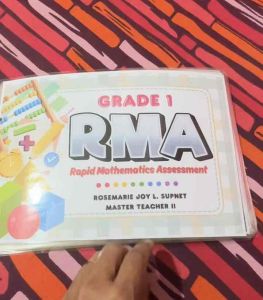 GRADE 1
RMA
Rapid Mathematics Assessment
ROSEMARIE JOY L. SUPNET
MASTER TEACHER II